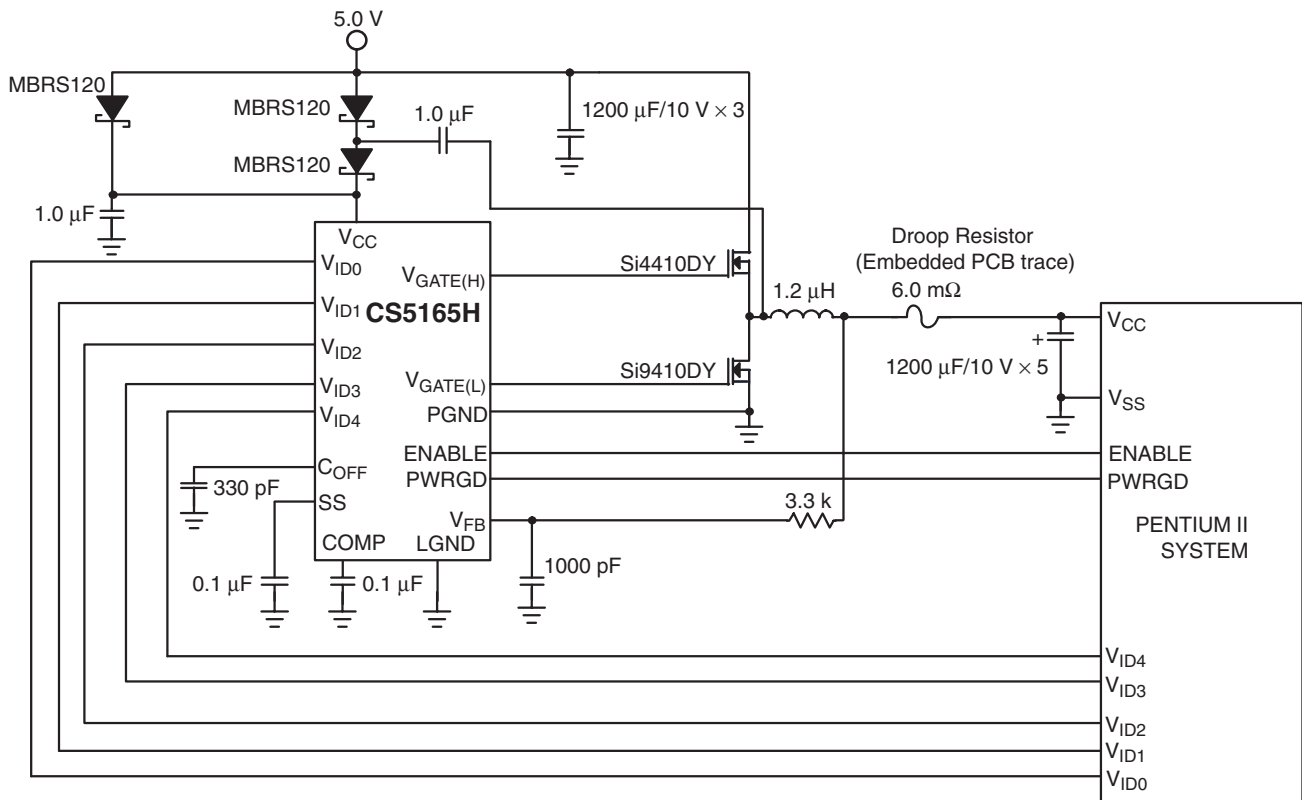 5.0 V
MBRS120
MBRS120
1.0 μF
1200 μF/10 V × 3
MBRS120
1.0 μF
VCC
VID0
VID1
VID2
VID3
VID4
COFF
SS
COMP
LGND
CS5165H
VGATE(H)
VGATE(L)
PGND
ENABLE
PWRGD
VFB
330 pF
0.1 μF
0.1 μF
1000 pF
3.3 k
Si4410DY
Si9410DY
1.2 μH
Droop Resistor
(Embedded PCB trace)
6.0 mΩ
+
1200 μF/10 V × 5
VCC
VSS
ENABLE
PWRGD
PENTIUM II
SYSTEM
VID4
VID3
VID2
VID1
VID0